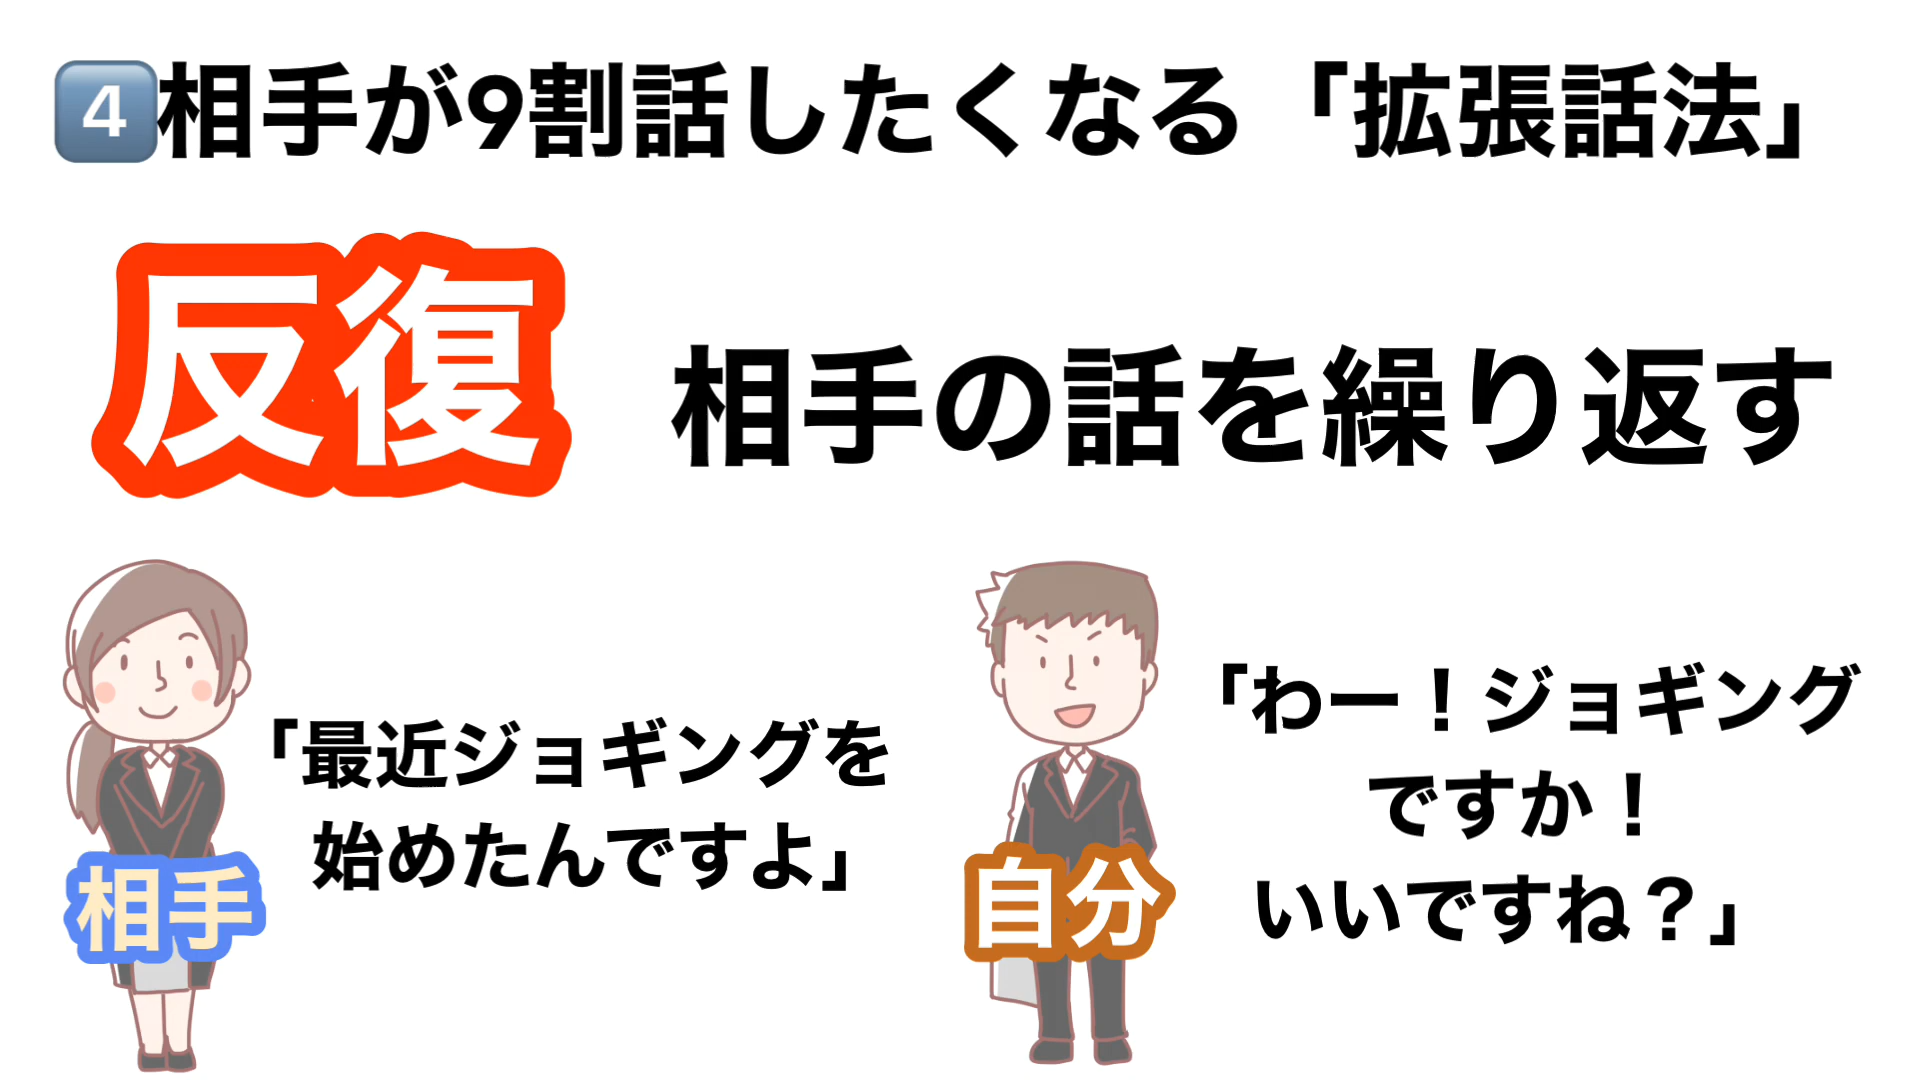 4️⃣相手が9割話したくなる「拡張話法」
反復
相手の話を繰り返す
「最近ジョギングを
始めたんですよ」
相手
「わー！ジョギング
ですか！
いいですね？」
自分